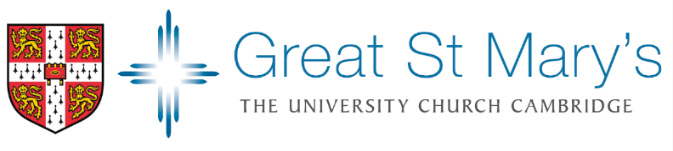 Great St Mary's
THE UNIVERSITY CHURCH CAMBRIDGE